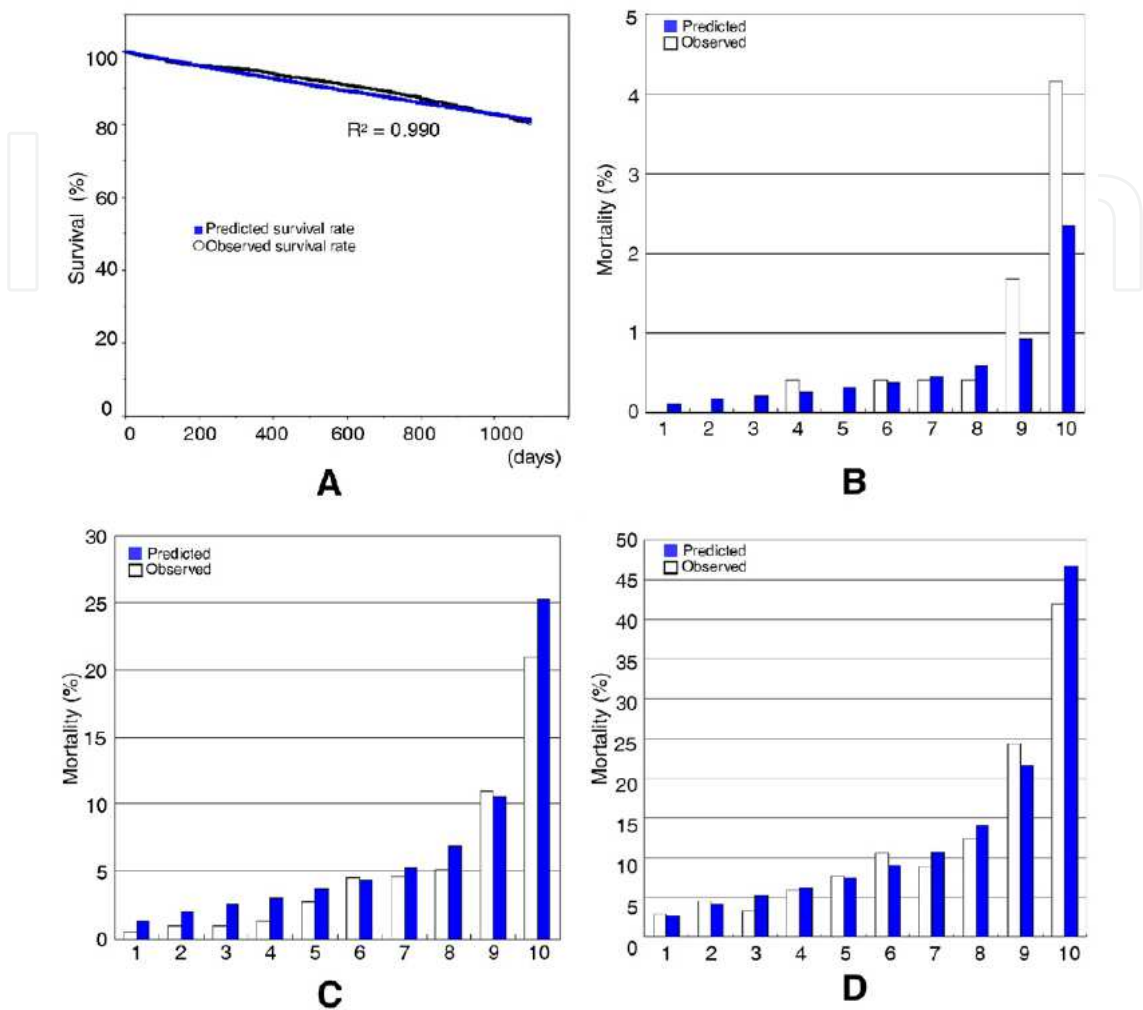 100
80
60
40
20
0
Survival (%)
R² = 0.990
Predicted survival rate
Observed survival rate
0 200 400 600 800 1000
(days)
A
5
4
3
2
1
0
Mortality (%)
Predicted
Observed
1 2 3 4 5 6 7 8 9 10
B
30
25
20
15
10
5
0
Mortality (%)
Predicted
Observed
1 2 3 4 5 6 7 8 9 10
C
50
45
40
35
30
25
20
15
10
5
0
Mortality (%)
Predicted
Observed
1 2 3 4 5 6 7 8 9 10
D